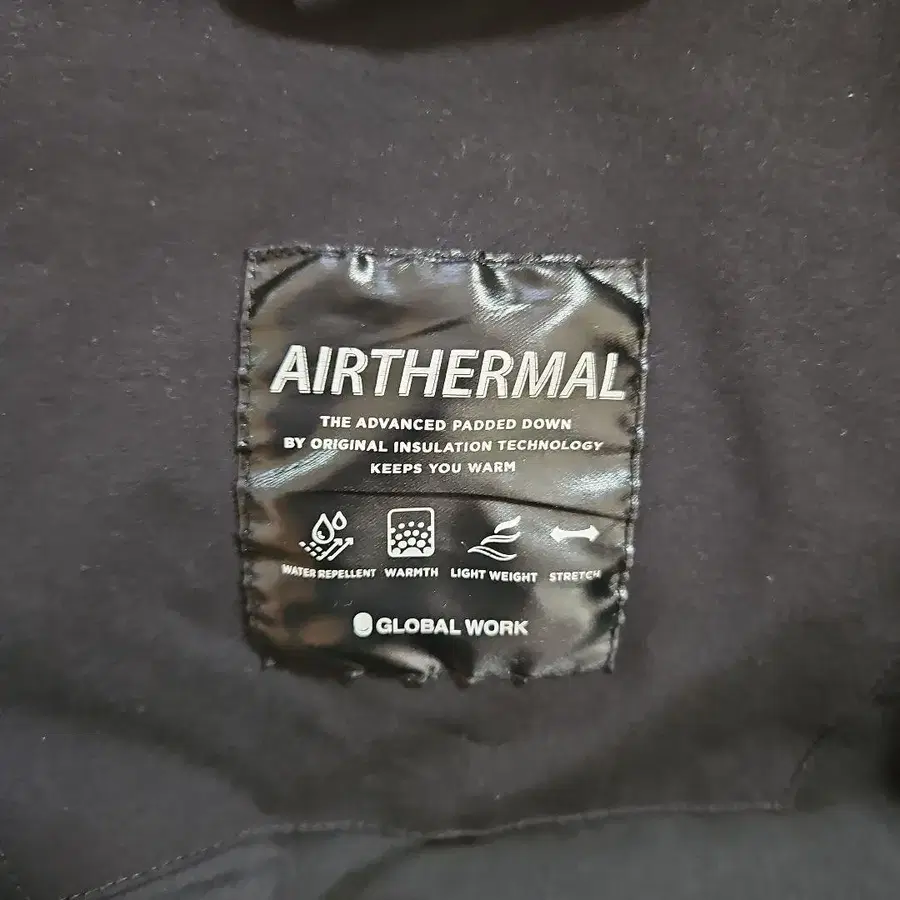 AIRTHERMAL
THE ADVANCED PADDED DOWN
BY ORIGINAL INSULATION TECHNOLOGY
KEEPS YOU WARM
WATER REPELLENT WARMTH LIGHT WEIGHT STRETCH
GLOBAL WORK